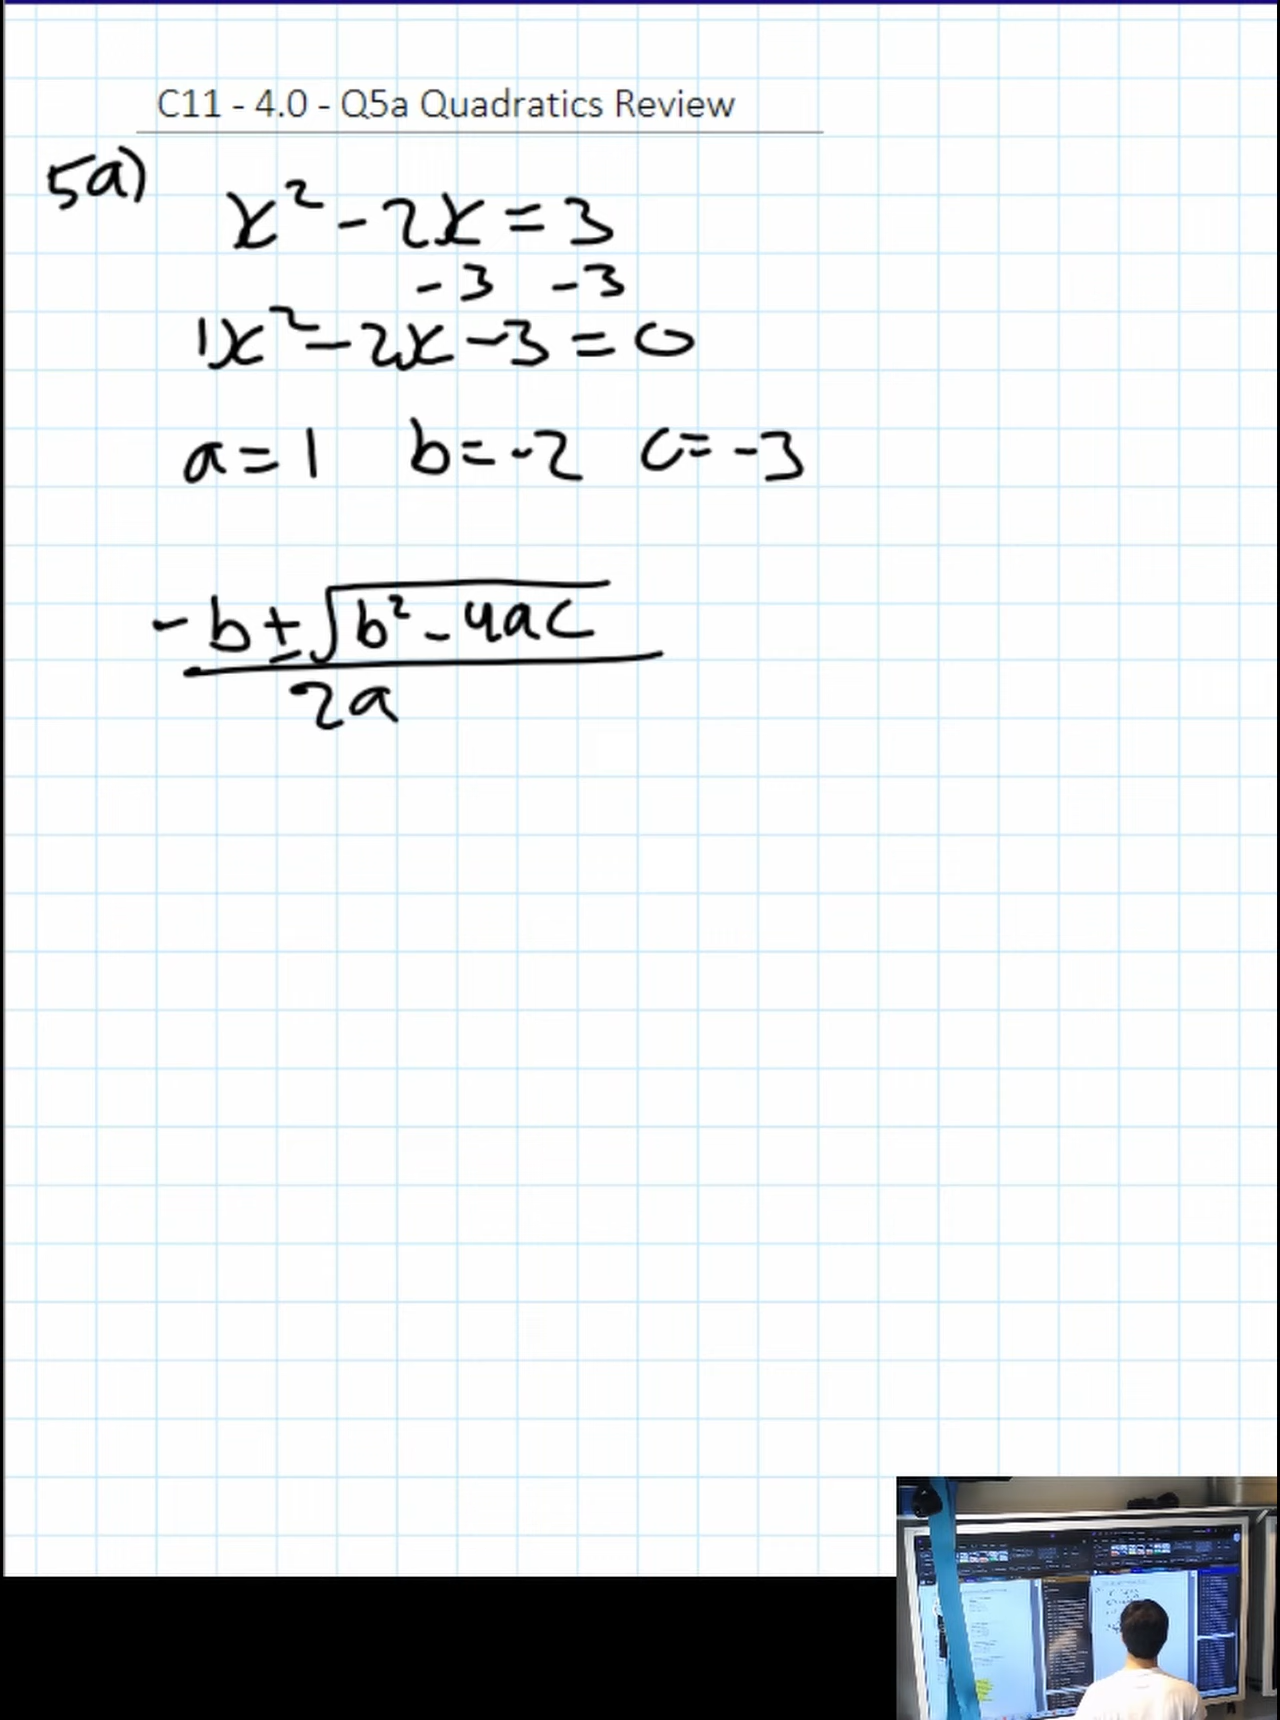 C11 - 4.0 - Q5a Quadratics Review
5a)
x² - 2x = 3
- 3 - 3
1x² - 2x - 3 = 0
a = 1 b = -2 c = -3
- b ± √b² - 4ac
2a